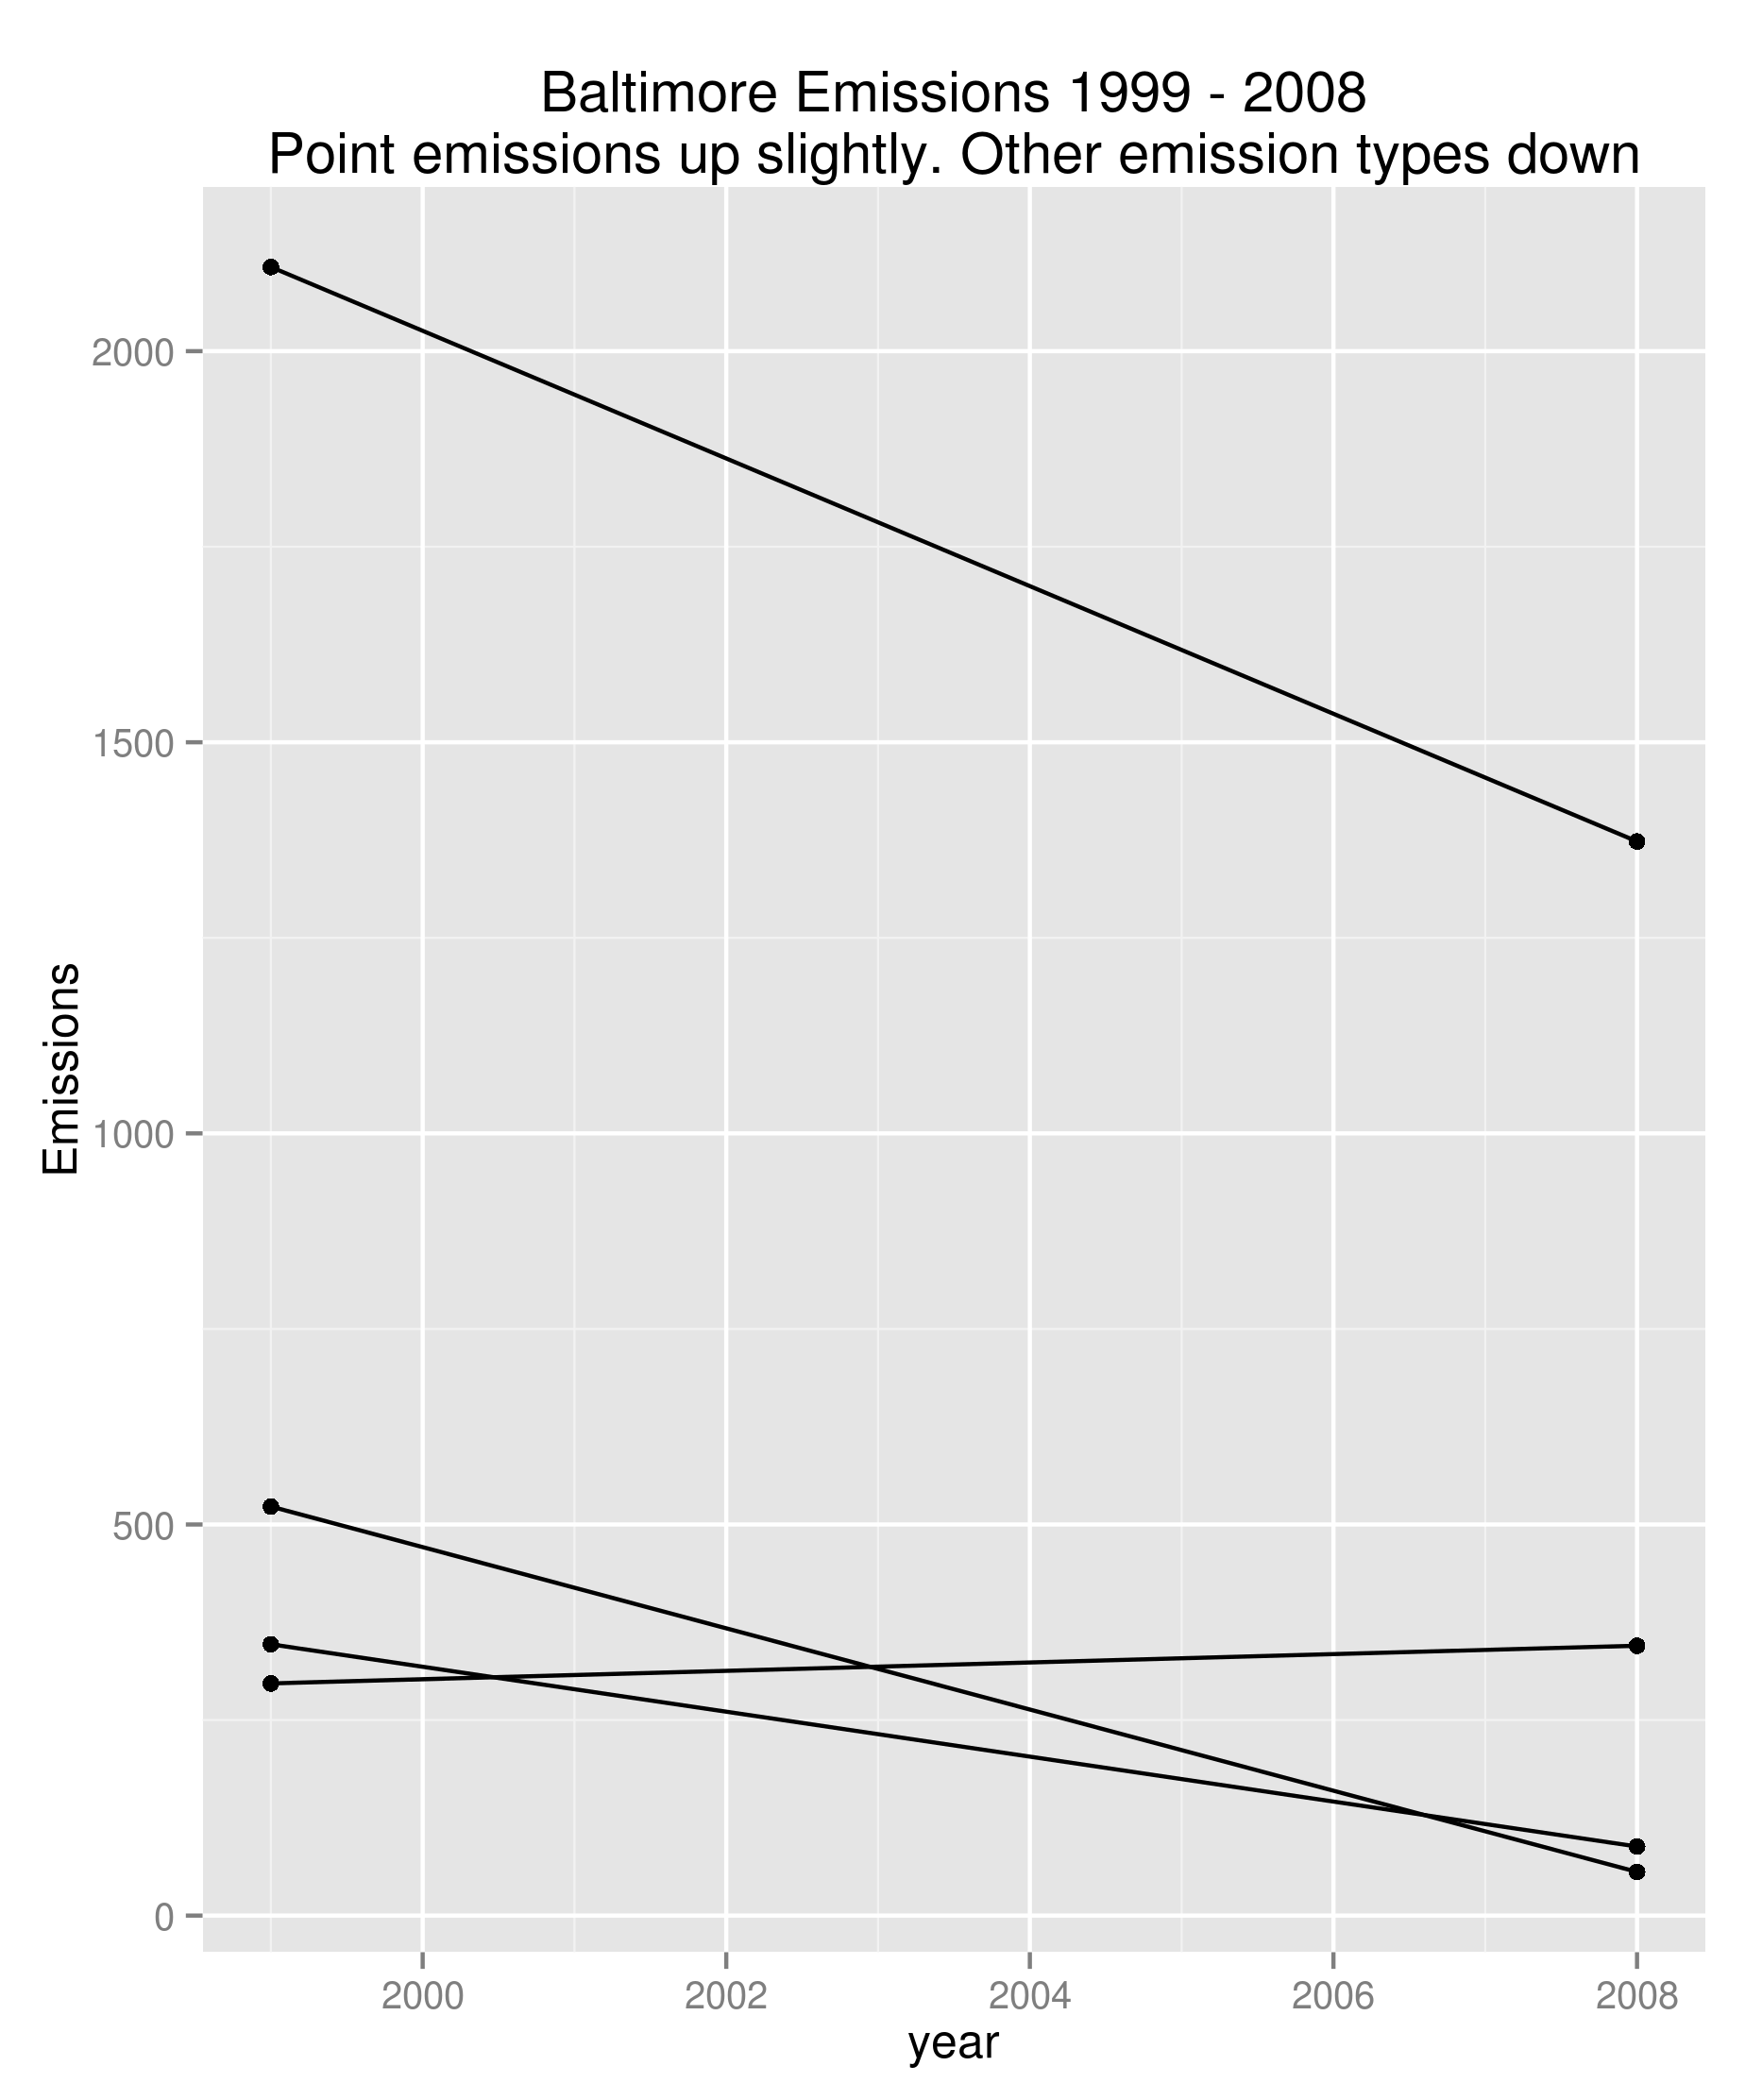 Baltimore Emissions 1999 - 2008
Point emissions up slightly. Other emission types down
Emissions
2000
1500
1000
500
0
2000 2002 2004 2006 2008
year